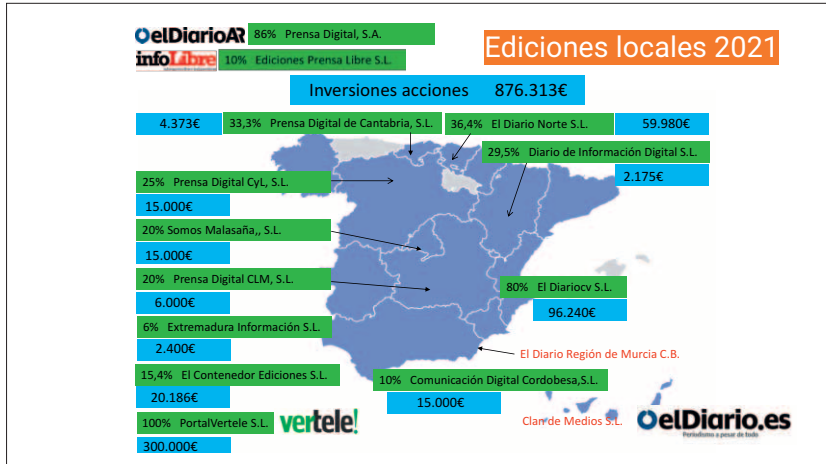 elDiarioAR 86% Prensa Digital, S.A.
Ediciones locales 2021
infoLibre 10% Ediciones Prensa Libre S.L.
Inversiones acciones 876.313€
4.373€ 33,3% Prensa Digital de Cantabria, S.L.
36,4% El Diario Norte S.L. 59.980€
29,5% Diario de Información Digital S.L.
2.175€
25% Prensa Digital CyL, S.L.
15.000€
20% Somos Malasaña,, S.L.
15.000€
20% Prensa Digital CLM, S.L.
6.000€
80% El Diariocv S.L.
96.240€
6% Extremadura Información S.L.
2.400€
El Diario Región de Murcia C.B.
15,4% El Contenedor Ediciones S.L.
20.186€
10% Comunicación Digital Cordobesa,S.L.
15.000€
100% PortalVertele S.L.
300.000€
vertele!
Clan de Medios S.L.
elDiario.es
Periodismo a pesar de todo